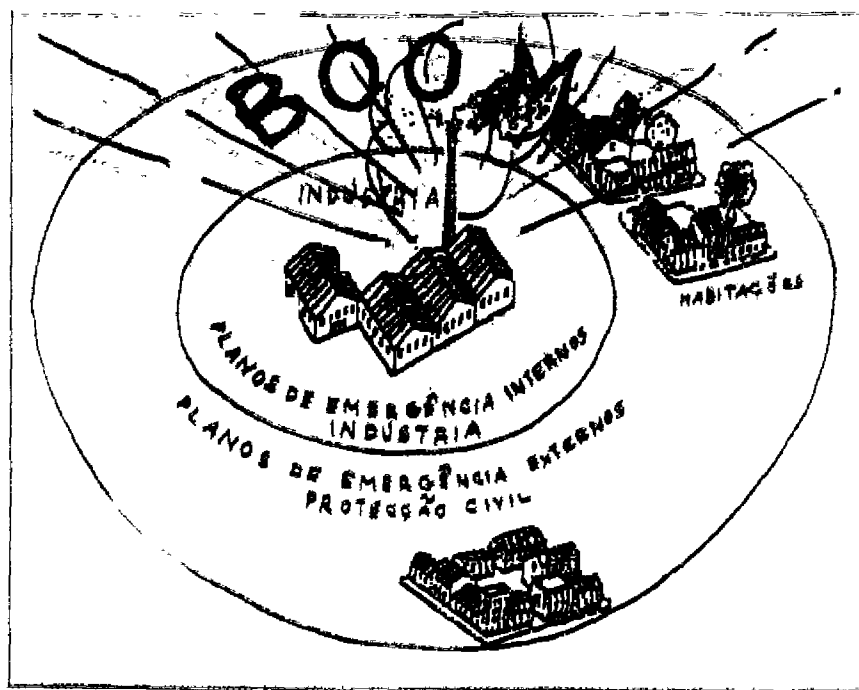 BOOM
INDÚSTRIA
HABITAÇÕES
PLANOS DE EMERGÊNCIA INTERNOS
INDÚSTRIA
PLANOS DE EMERGÊNCIA EXTERNOS
PROTECÇÃO CIVIL